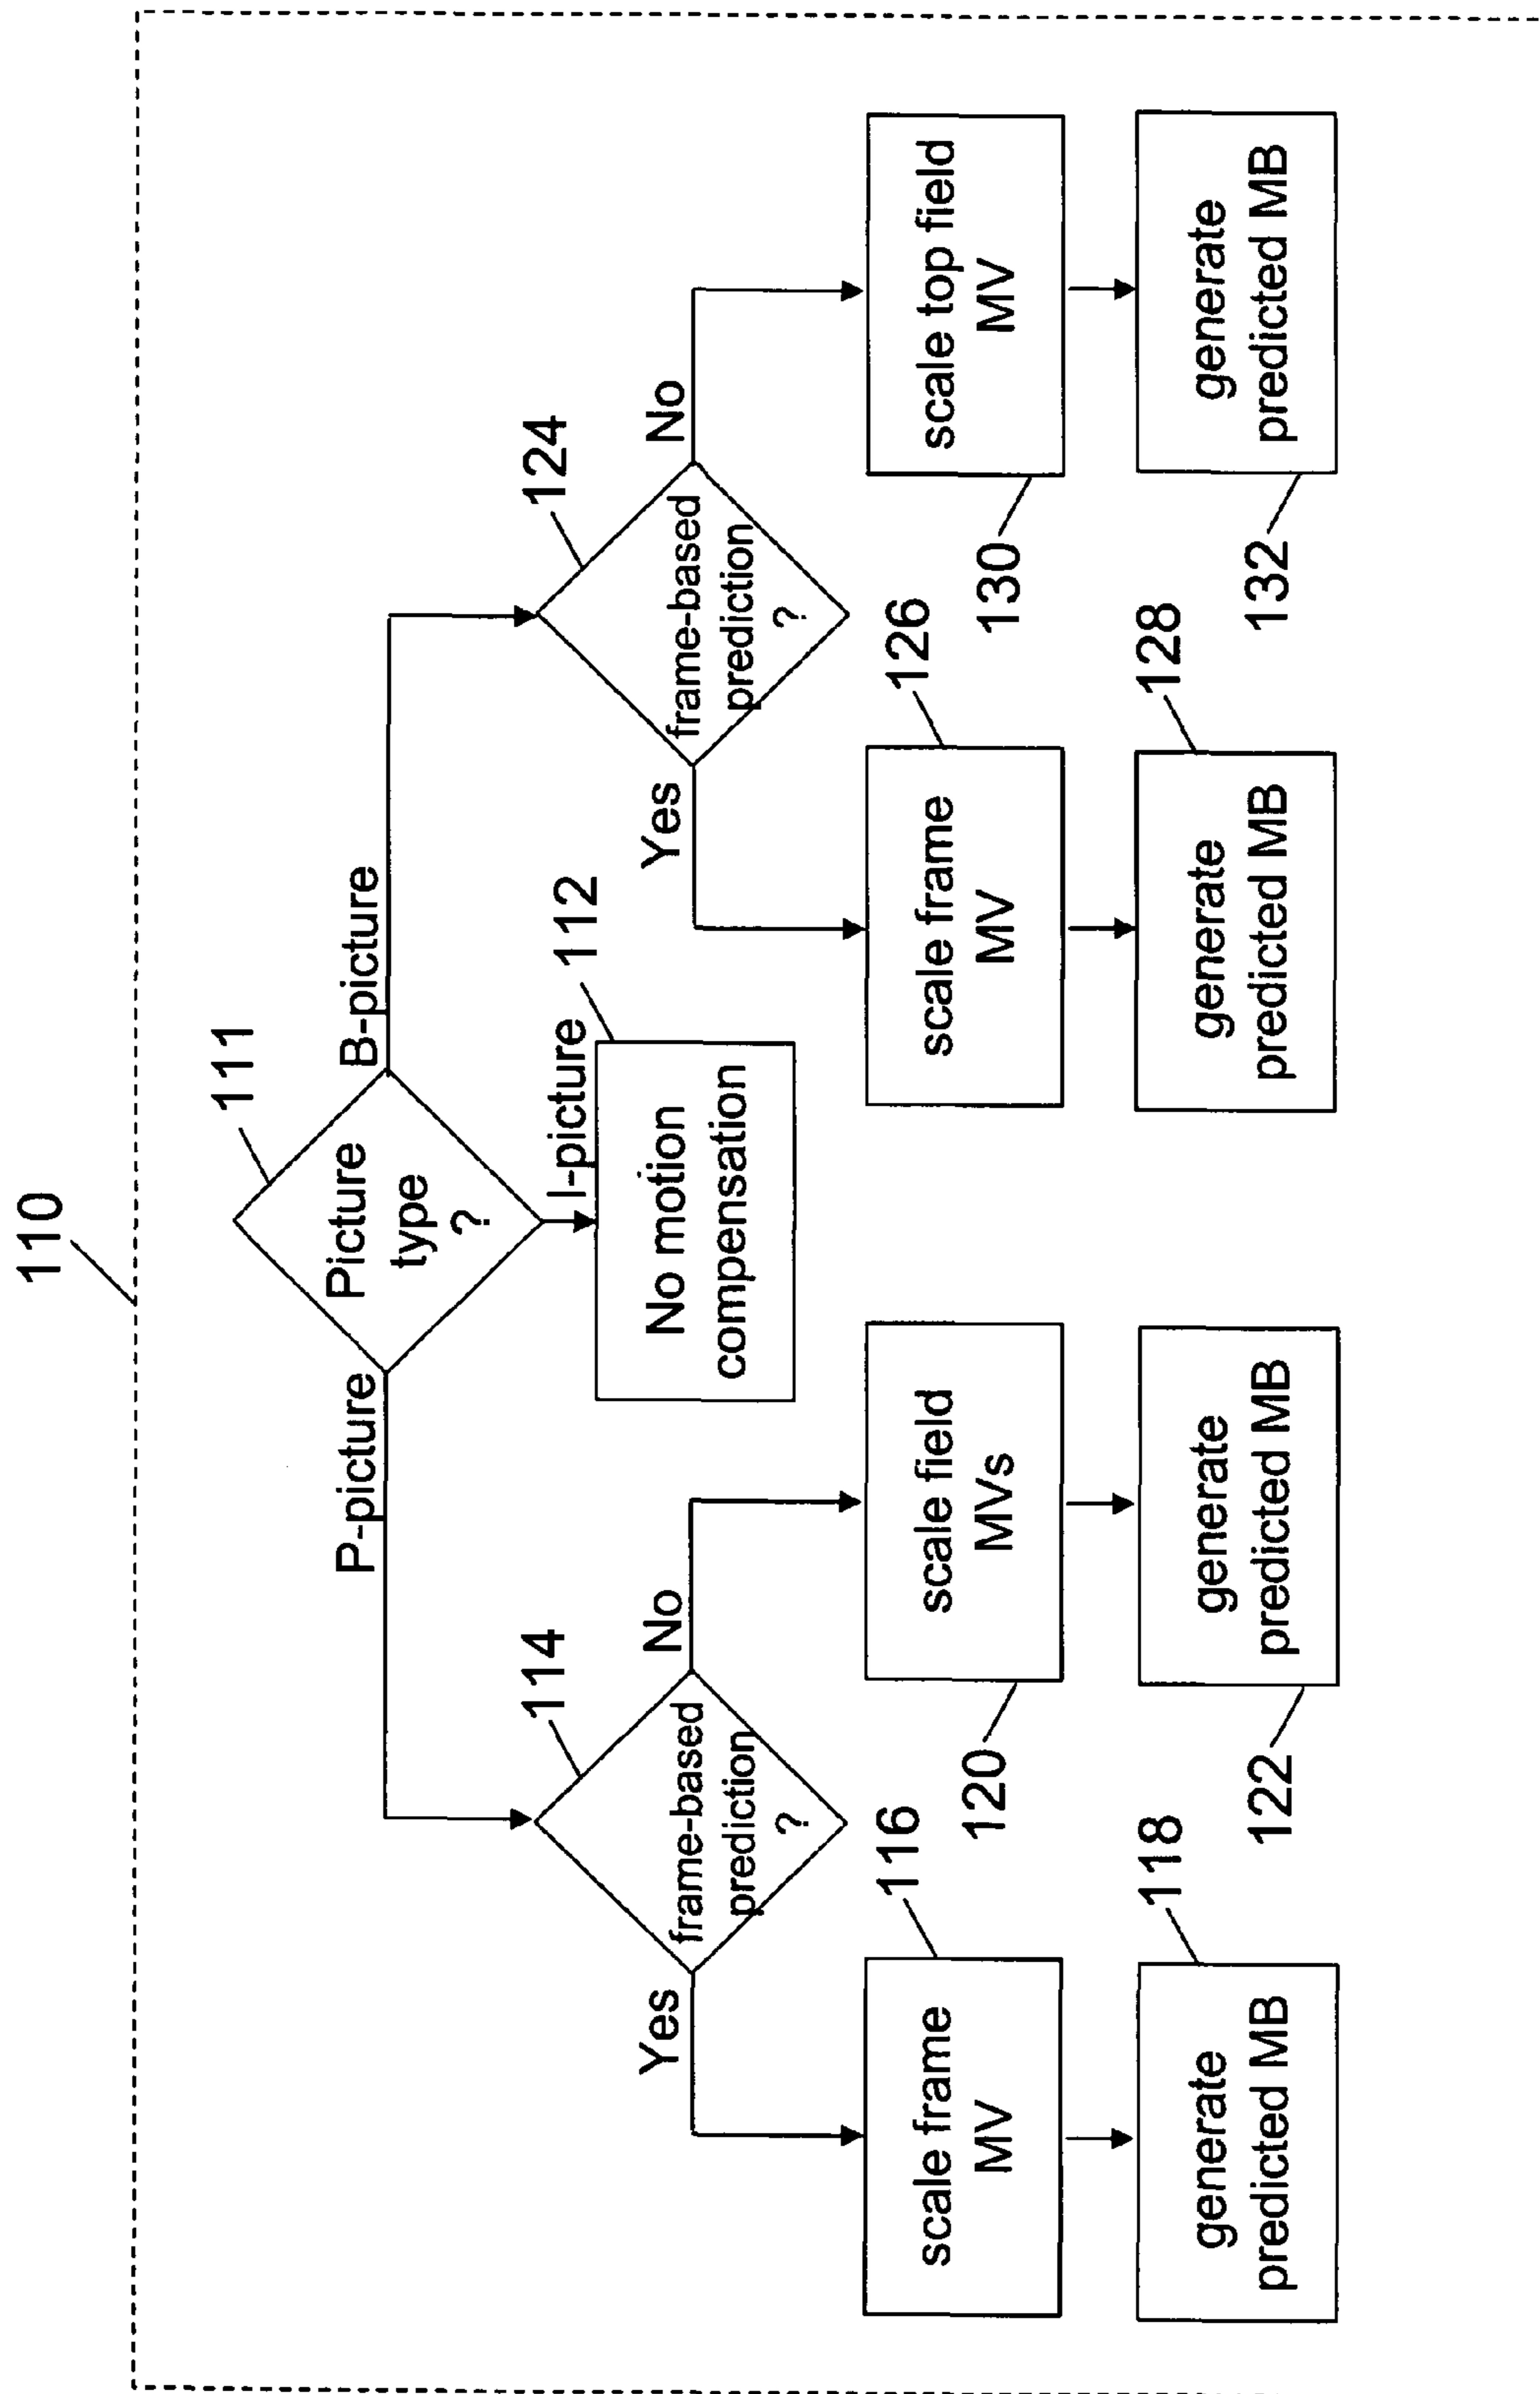 110
111
Picture
type
?
P-picture
B-picture
I-picture
112
No motion
compensation
114
frame-based
prediction
?
Yes
No
124
frame-based
prediction
?
Yes
No
116
scale frame
MV
120
scale field
MVs
126
scale frame
MV
130
scale top field
MV
118
generate
predicted MB
122
generate
predicted MB
128
generate
predicted MB
132
generate
predicted MB